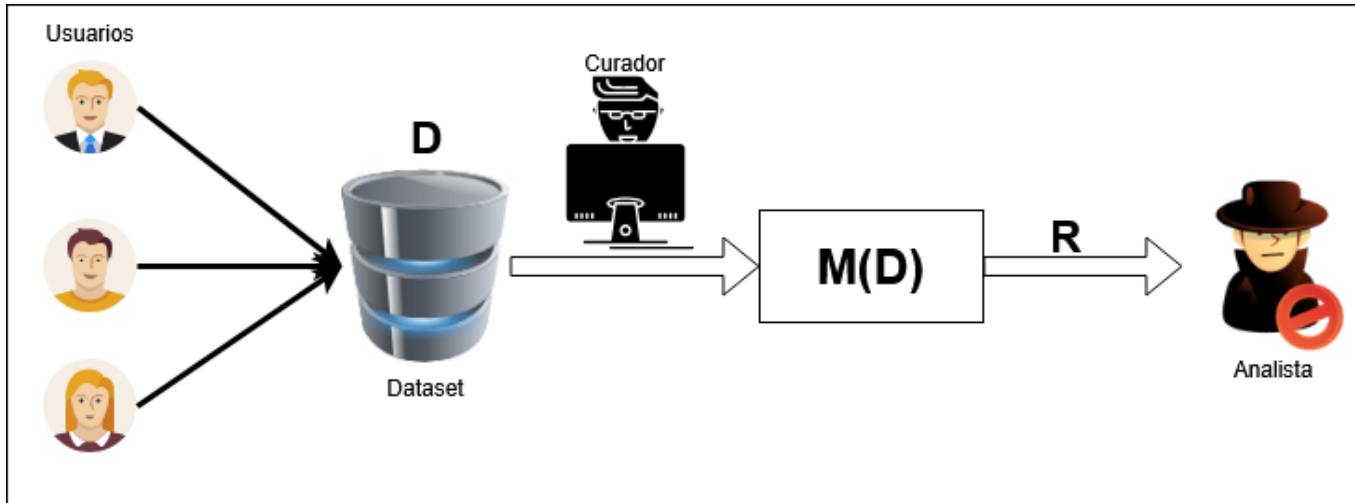 Usuarios
Curador
D
Dataset
M(D)
R
Analista